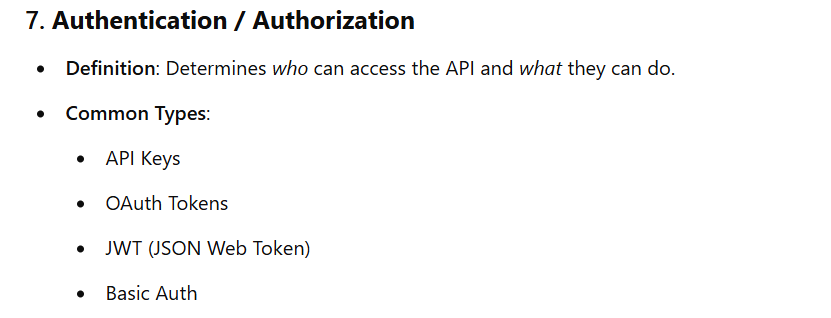 7. Authentication / Authorization
• Definition: Determines who can access the API and what they can do.
• Common Types:
• API Keys
• OAuth Tokens
• JWT (JSON Web Token)
• Basic Auth